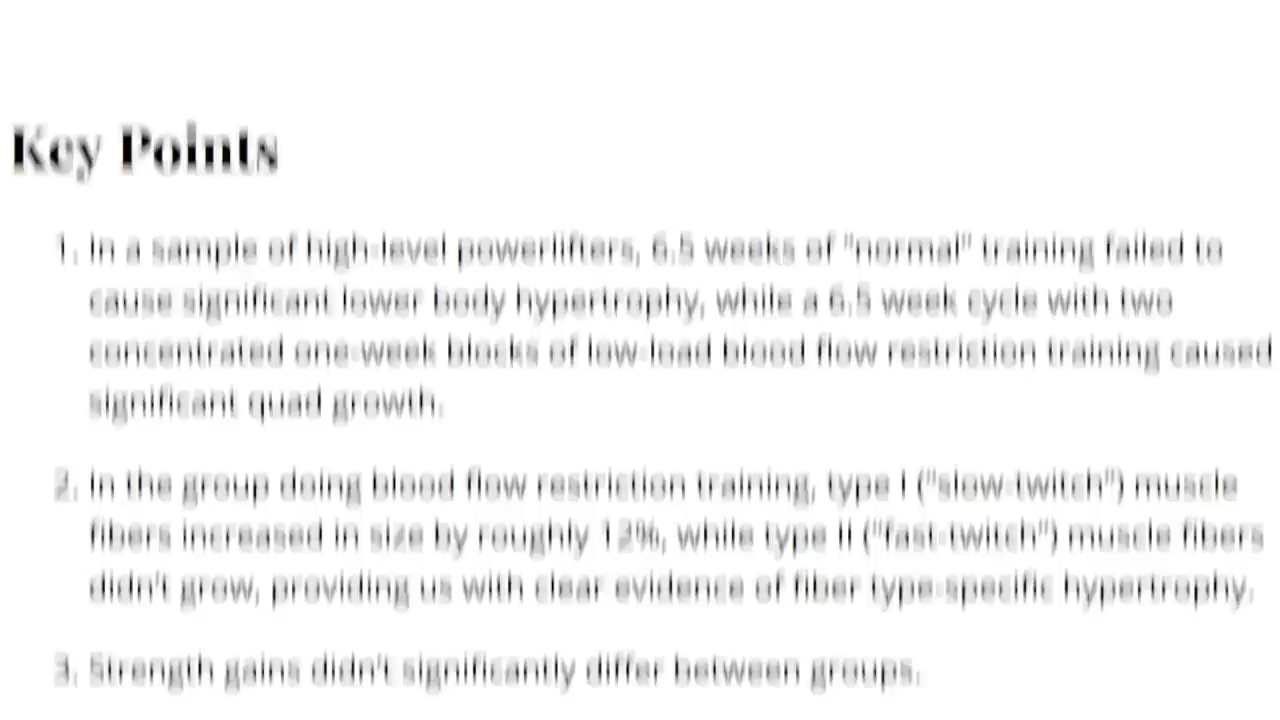 Key Points
1. In a sample of high-level powerlifters, 6.5 weeks of "normal" training failed to
cause significant lower body hypertrophy, while a 6.5 week cycle with two
concentrated one-week blocks of low-load blood flow restriction training caused
significant quad growth.
2. In the group doing blood flow restriction training, type I ("slow-twitch") muscle
fibers increased in size by roughly 12%, while type II ("fast-twitch") muscle fibers
didn't grow, providing us with clear evidence of fiber type-specific hypertrophy.
3. Strength gains didn't significantly differ between groups.